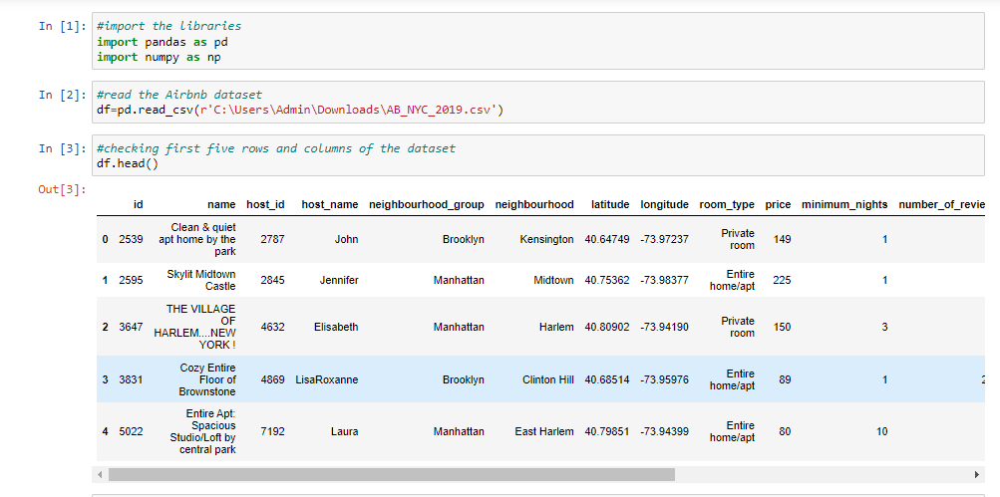 In [1]: #import the libraries
import pandas as pd
import numpy as np
In [2]: #read the Airbnb dataset
df=pd.read_csv(r'C:\Users\Admin\Downloads\AB_NYC_2019.csv')
In [3]: #checking first five rows and columns of the dataset
df.head()
Out[3]:
id name host_id host_name neighbourhood_group neighbourhood latitude longitude room_type price minimum_nights number_of_revie
0 2539 Clean & quiet apt home by the park 2787 John Brooklyn Kensington 40.64749 -73.97237 Private room 149 1
1 2595 Skylit Midtown Castle 2845 Jennifer Manhattan Midtown 40.75362 -73.98377 Entire home/apt 225 1
2 3647 THE VILLAGE OF HARLEM....NEW YORK ! 4632 Elisabeth Manhattan Harlem 40.80902 -73.94190 Private room 150 3
3 3831 Cozy Entire Floor of Brownstone 4869 LisaRoxanne Brooklyn Clinton Hill 40.68514 -73.95976 Entire home/apt 89 1
4 5022 Entire Apt: Spacious Studio/Loft by central park 7192 Laura Manhattan East Harlem 40.79851 -73.94399 Entire home/apt 80 10